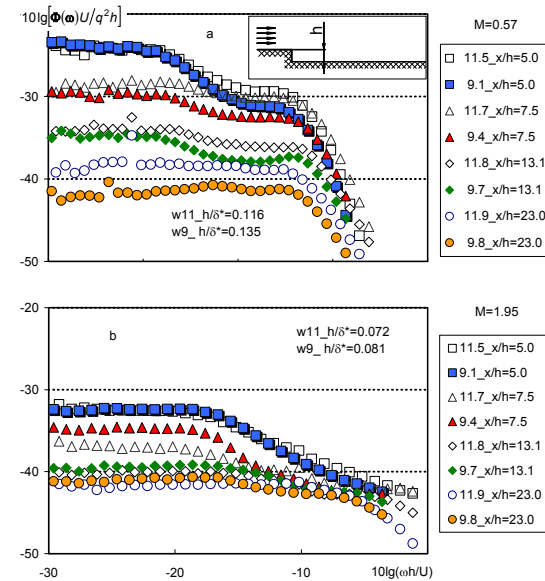 10lg[Φ(ω)U/q²h]
a
h
M=0.57
11.5_x/h=5.0
9.1_x/h=5.0
11.7_x/h=7.5
9.4_x/h=7.5
11.8_x/h=13.1
9.7_x/h=13.1
11.9_x/h=23.0
9.8_x/h=23.0
-30
-40
w11_h/δ*=0.116
w9_ h/δ*=0.135
-50
-20
M=1.95
b
w11_h/δ*=0.072
w9_ h/δ*=0.081
11.5_x/h=5.0
9.1_x/h=5.0
11.7_x/h=7.5
9.4_x/h=7.5
11.8_x/h=13.1
9.7_x/h=13.1
11.9_x/h=23.0
9.8_x/h=23.0
-30
-40
-50
-30 -20 -10 10lg(ωh/U)